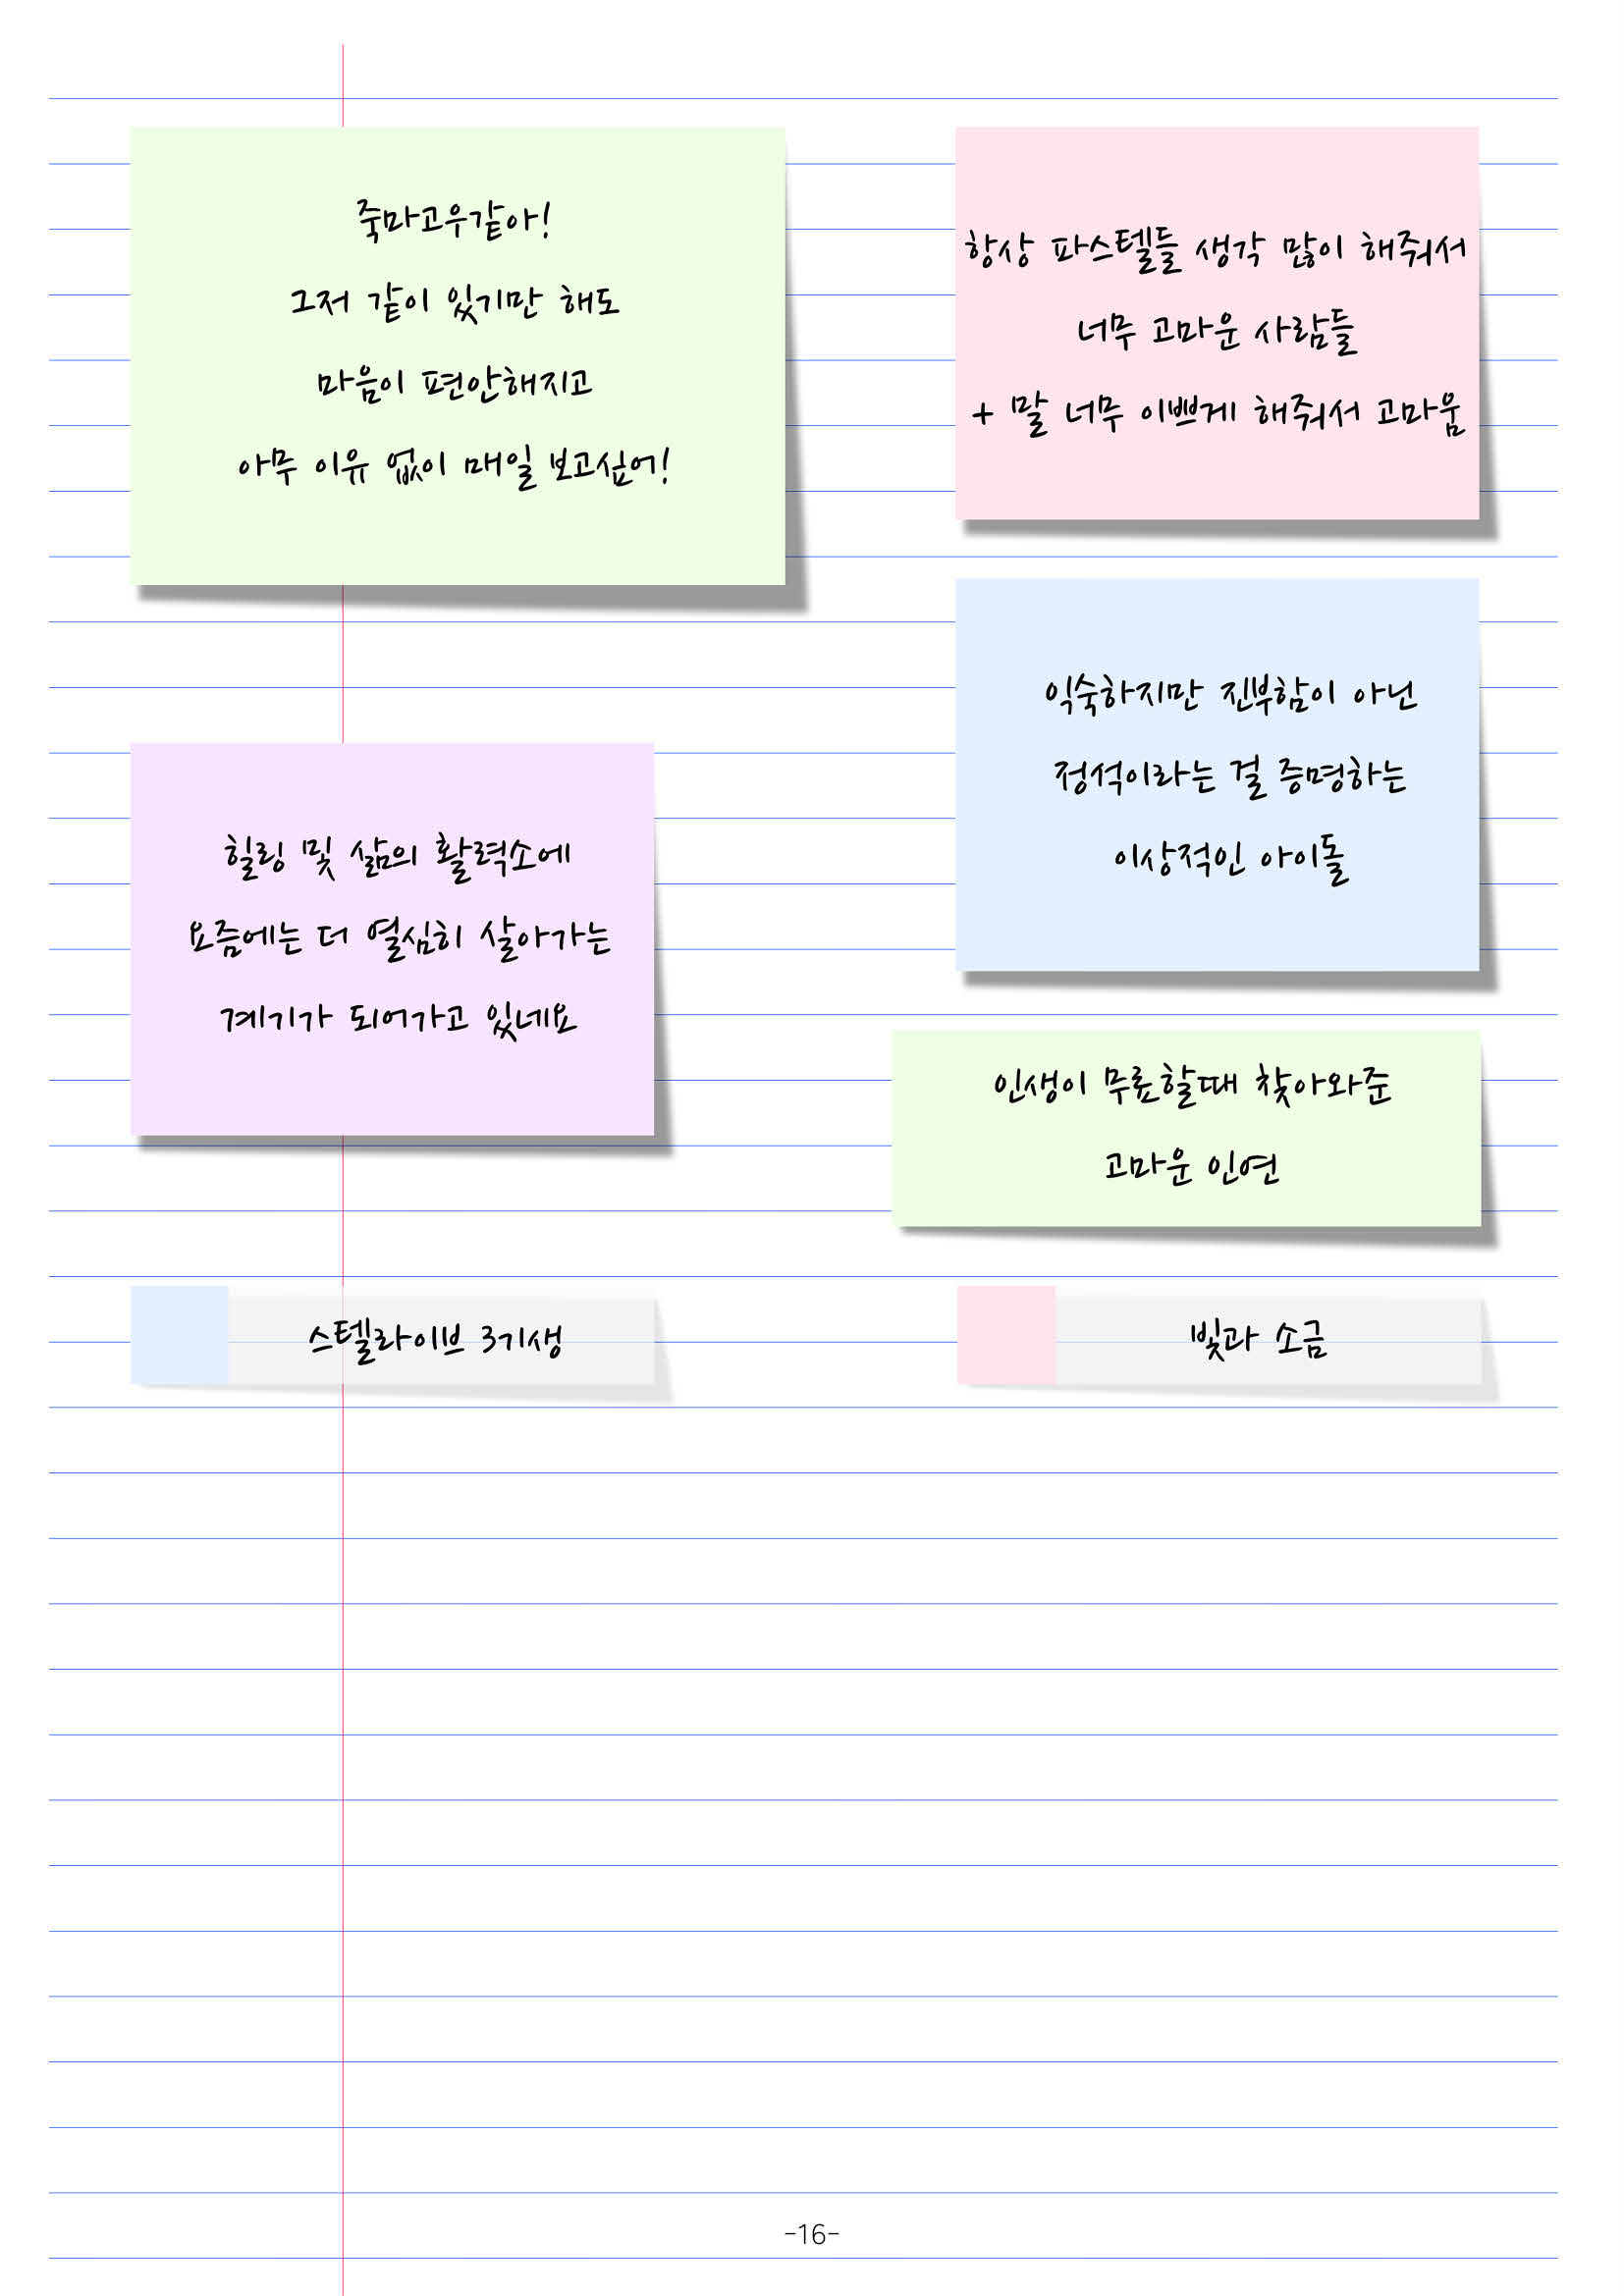 죽마고우같아!
그저 같이 있기만 해도
마음이 편안해지고
아무 이유 없이 매일 보고싶어!
항상 파스텔들 생각 많이 해줘서
너무 고마운 사람들
+ 말 너무 이쁘게 해줘서 고마움
익숙하지만 진부함이 아닌
정석이라는 걸 증명하는
이상적인 아이돌
힐링 및 삶의 활력소에
요즘에는 더 열심히 살아가는
계기가 되어가고 있네요
인생이 무료할때 찾아와준
고마운 인연
스텔라이브 3기생
빛과 소금
-16-